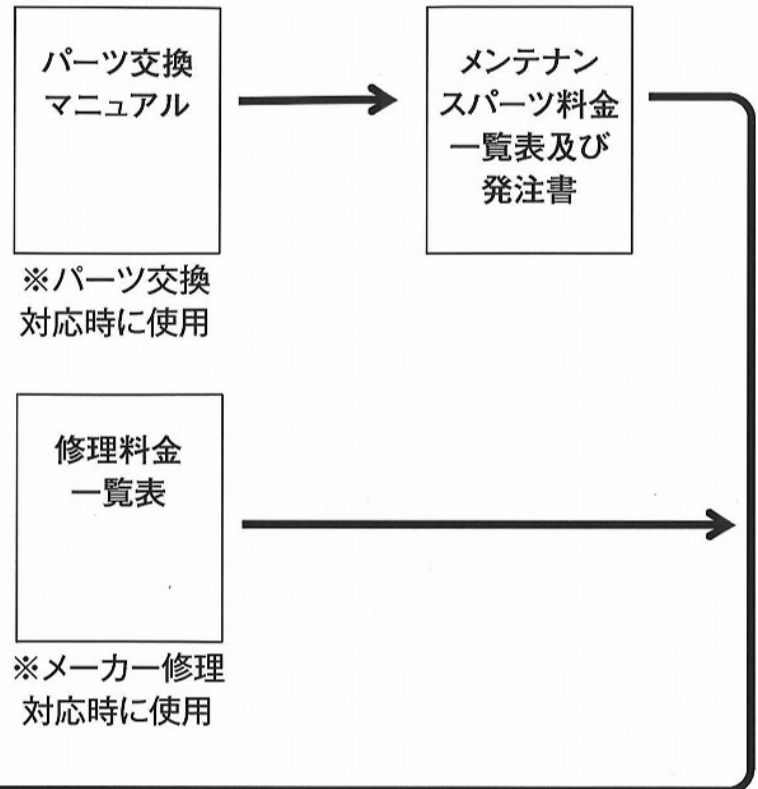 パーツ交換
マニュアル
メンテナン
スパーツ料金
一覧表及び
発注書
※パーツ交換
対応時に使用
修理料金
一覧表
※メーカー修理
対応時に使用